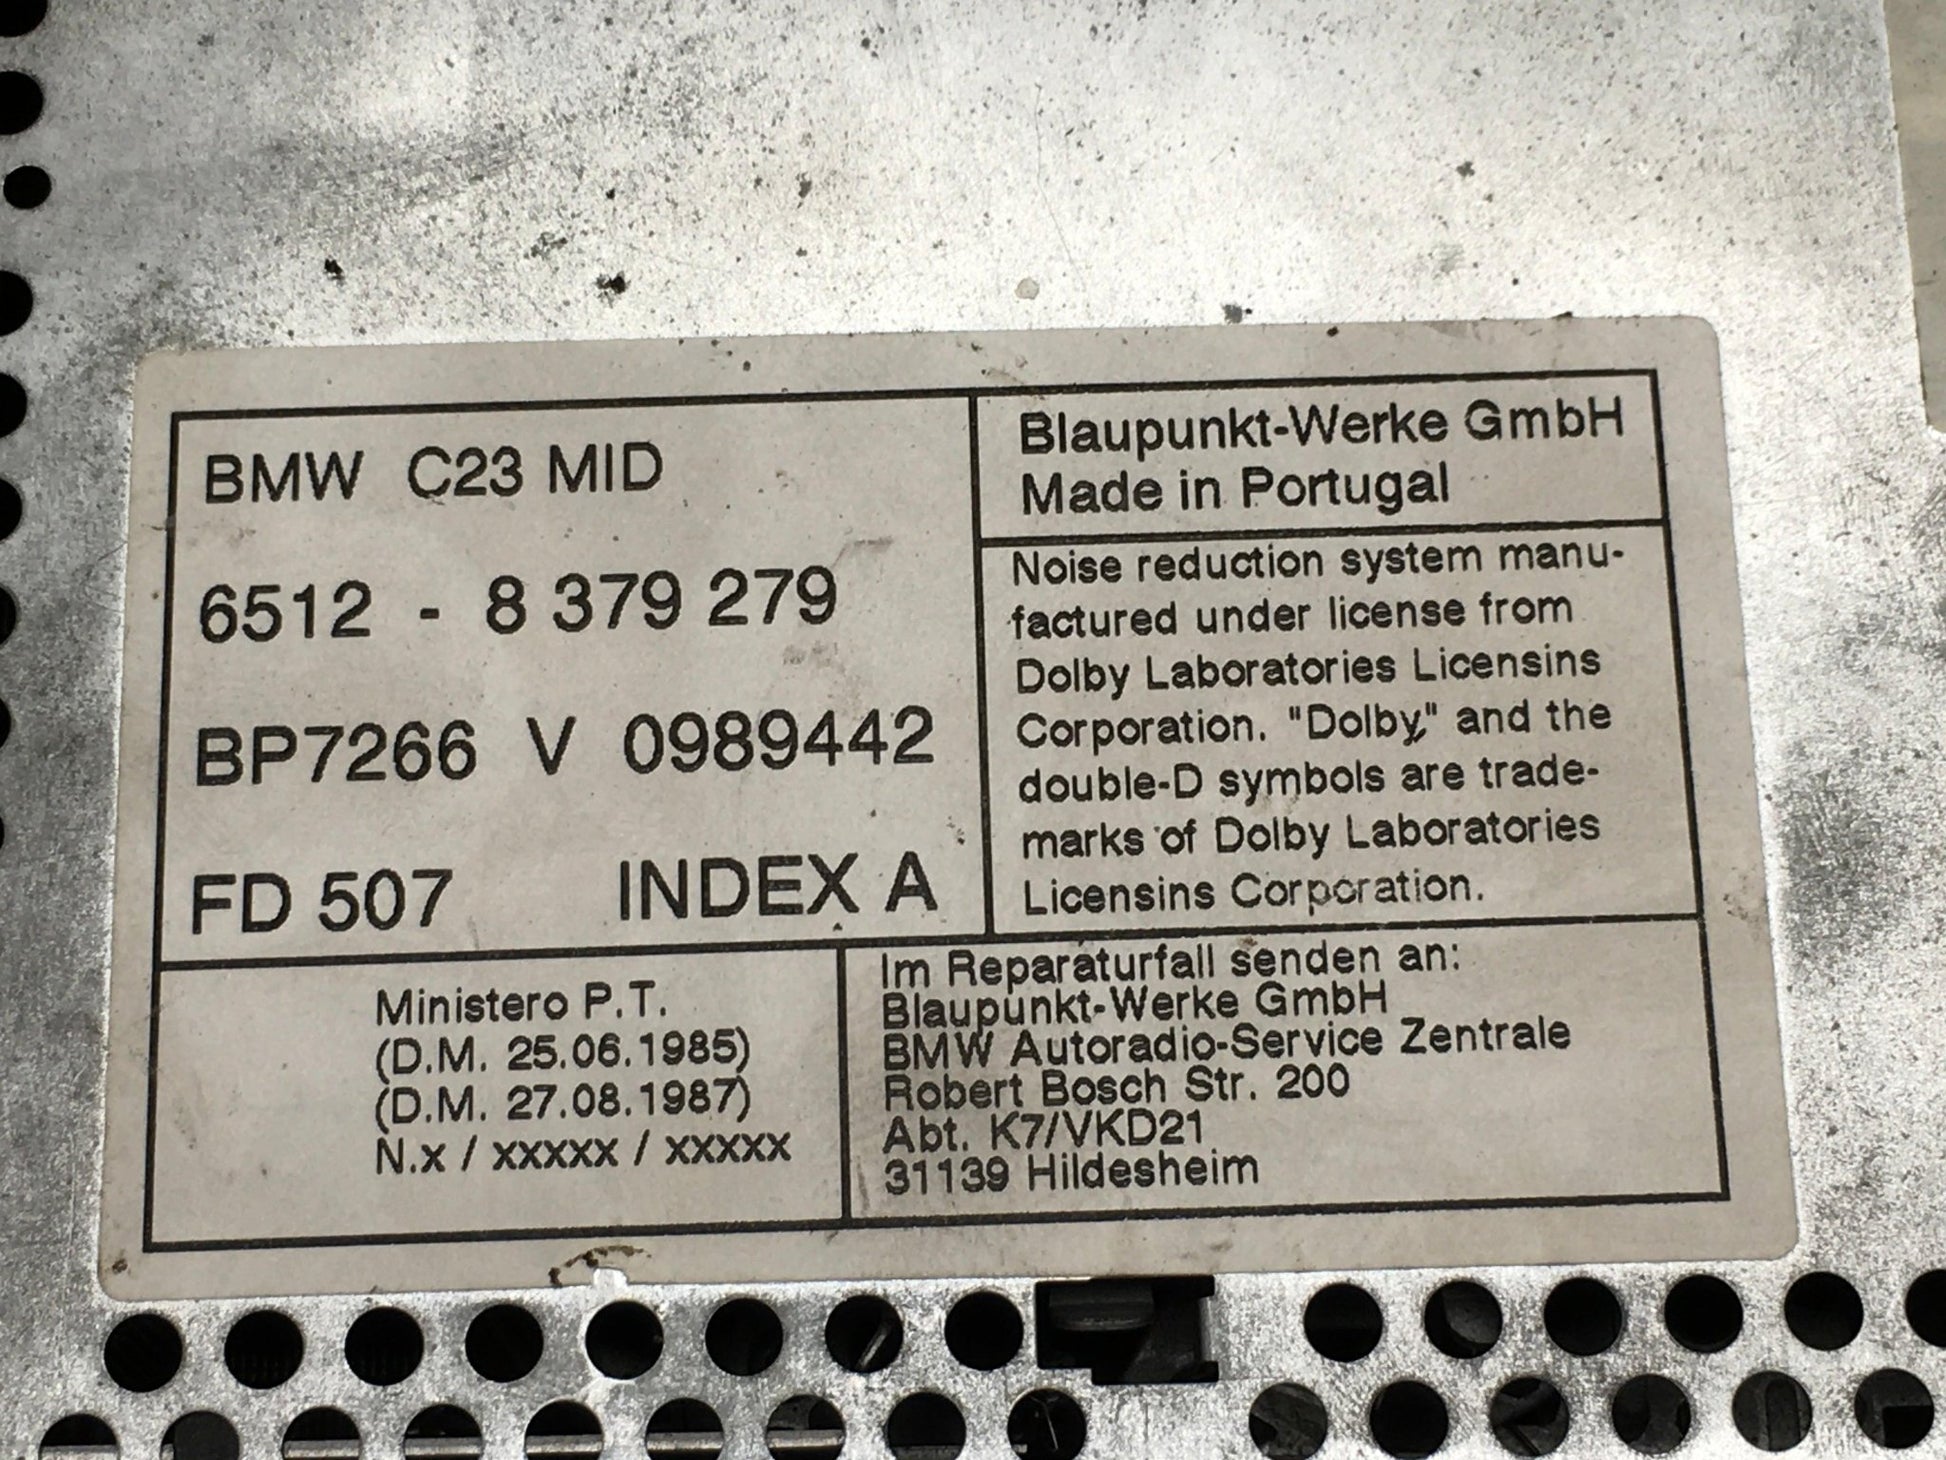 BMW C23 MID
6512 - 8 379 279
BP7266 V 0989442
FD 507 INDEX A
Blaupunkt-Werke GmbH
Made in Portugal
Noise reduction system manu-
factured under license from
Dolby Laboratories Licensins
Corporation. "Dolby," and the
double-D symbols are trade-
marks of Dolby Laboratories
Licensins Corporation.
Ministero P.T.
(D.M. 25.06.1985)
(D.M. 27.08.1987)
N.x / xxxxx / xxxxx
Im Reparaturfall senden an:
Blaupunkt-Werke GmbH
BMW Autoradio-Service Zentrale
Robert Bosch Str. 200
Abt. K7/VKD21
31139 Hildesheim